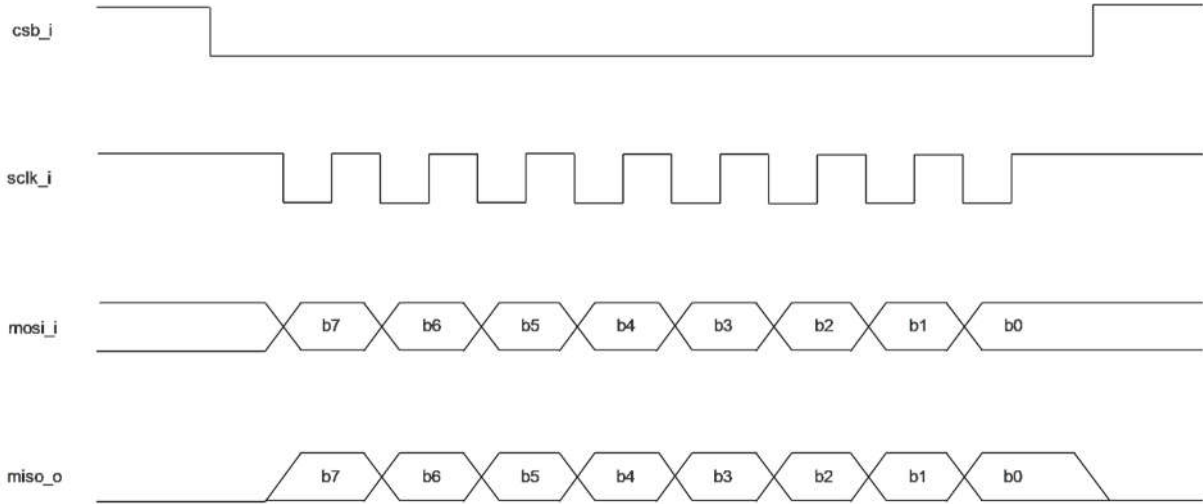 csb_i
sclk_i
mosi_i b7 b6 b5 b4 b3 b2 b1 b0
miso_o b7 b6 b5 b4 b3 b2 b1 b0